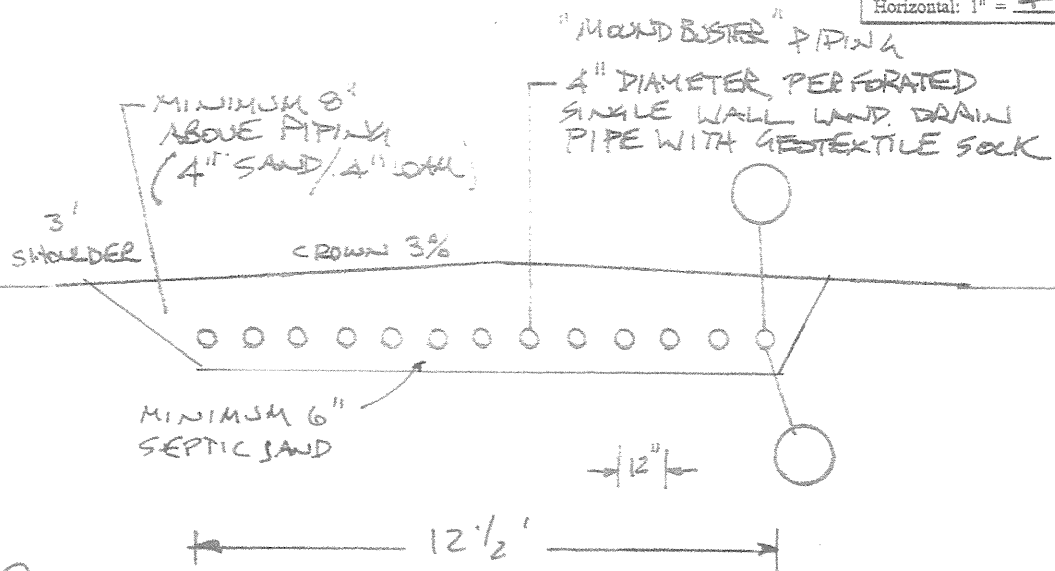 Horizontal: 1" =
"MOUND BUSTER" PIPING
4" DIAMETER PERFORATED
SINGLE WALL LAND DRAIN
PIPE WITH GEOTEXTILE SOCK
MINIMUM 8"
ABOVE PIPING
4" SAND/4" LOAM
3'
SHOULDER
CROWN 3%
MINIMUM 6"
SEPTIC SAND
12"
12 1/2'